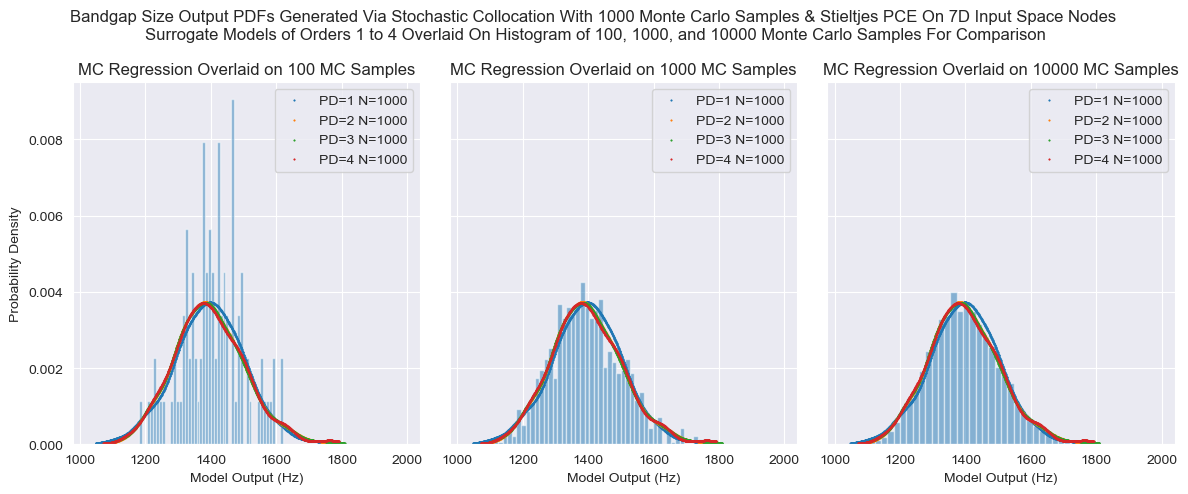 Bandgap Size Output PDFs Generated Via Stochastic Collocation With 1000 Monte Carlo Samples & Stieltjes PCE On 7D Input Space Nodes
Surrogate Models of Orders 1 to 4 Overlaid On Histogram of 100, 1000, and 10000 Monte Carlo Samples For Comparison
MC Regression Overlaid on 100 MC Samples
PD=1 N=1000
PD=2 N=1000
PD=3 N=1000
PD=4 N=1000
0.008
0.006
0.004
0.002
0.000
Probability Density
1000 1200 1400 1600 1800 2000
Model Output (Hz)
MC Regression Overlaid on 1000 MC Samples
PD=1 N=1000
PD=2 N=1000
PD=3 N=1000
PD=4 N=1000
1000 1200 1400 1600 1800 2000
Model Output (Hz)
MC Regression Overlaid on 10000 MC Samples
PD=1 N=1000
PD=2 N=1000
PD=3 N=1000
PD=4 N=1000
1000 1200 1400 1600 1800 2000
Model Output (Hz)